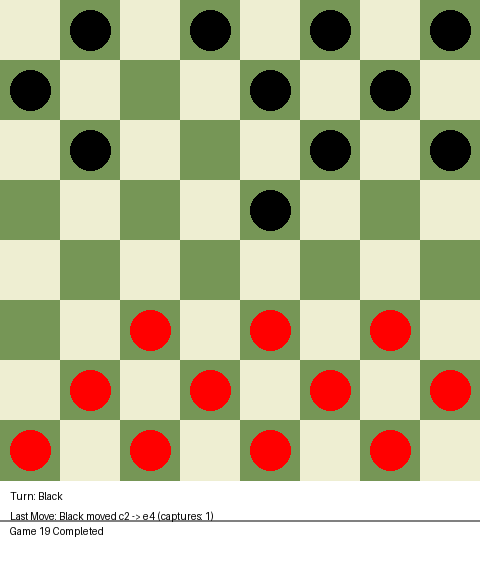 Turn: Black
Last Move: Black moved c2 -> e4 (captures: 1)
Game 19 Completed